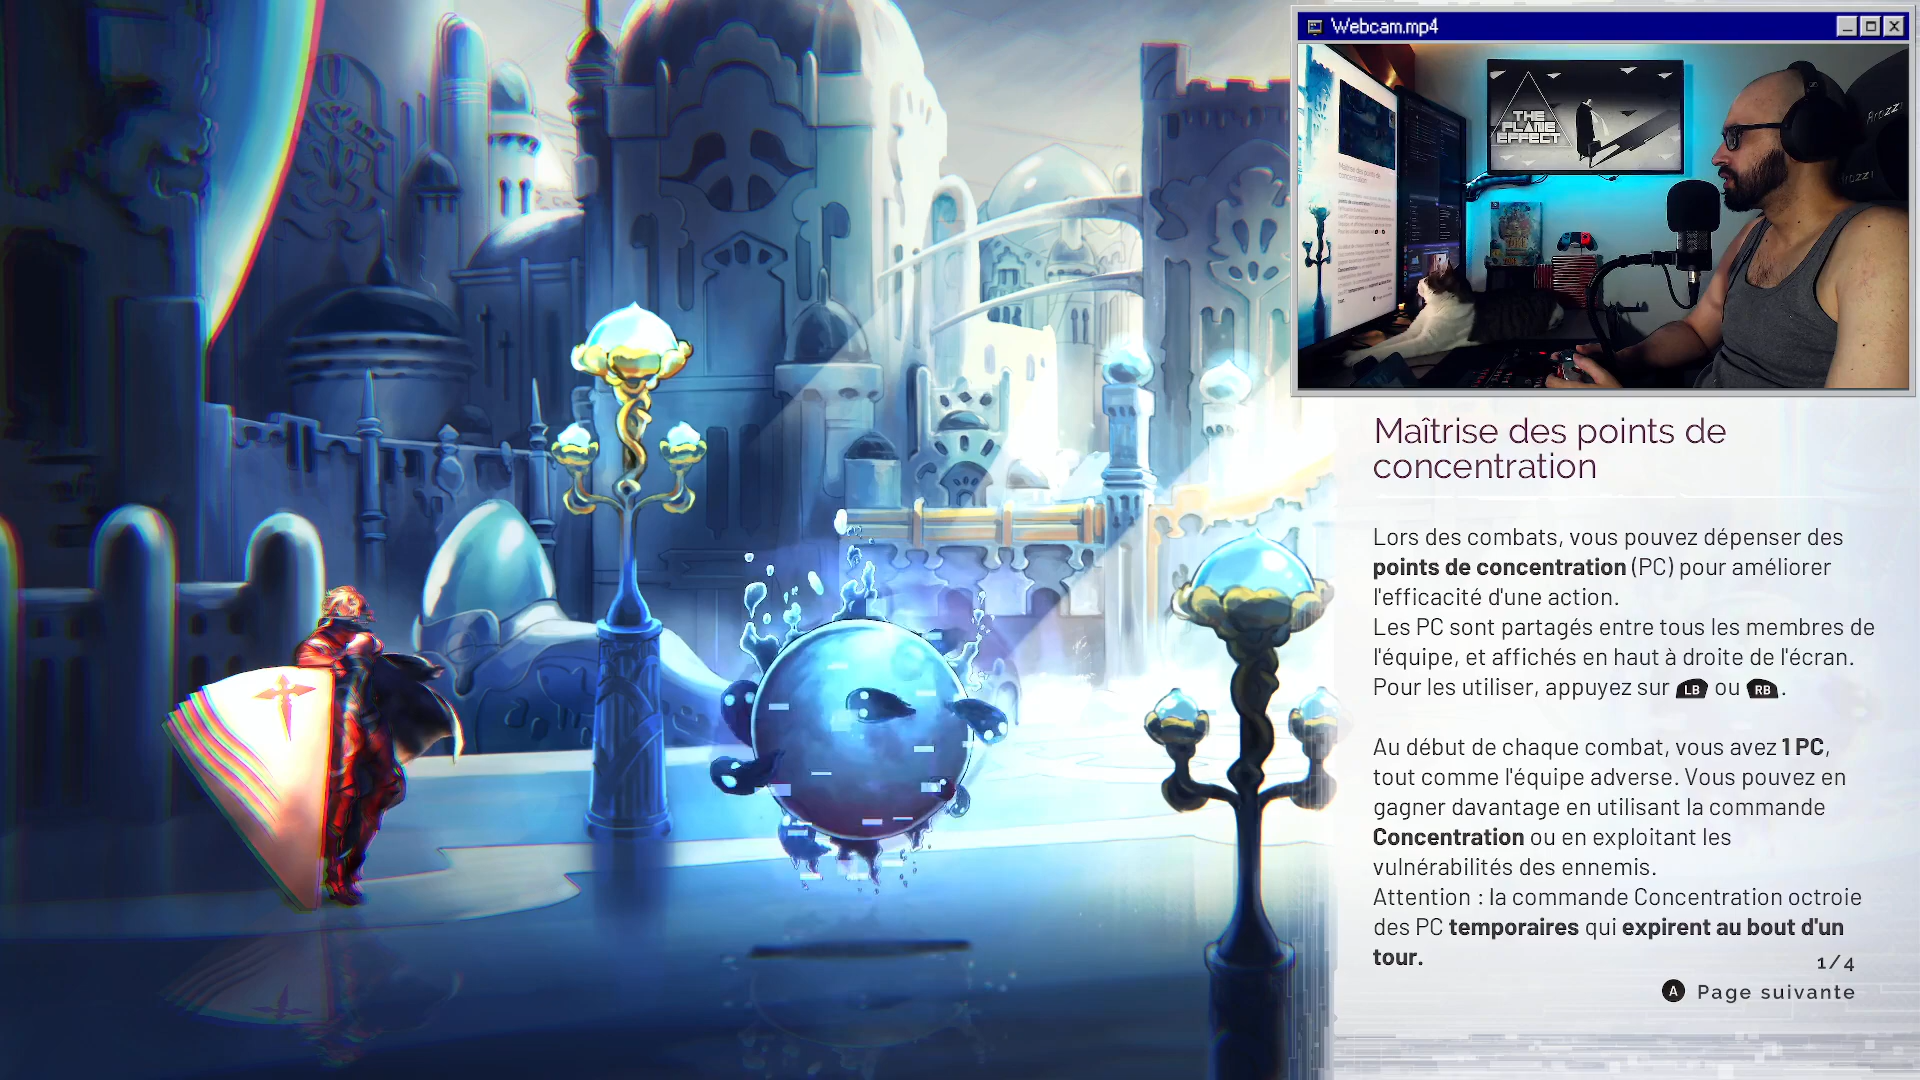 Webcam.mp4
THE
PLANE
EFFECT
Arozzi
Maîtrise des points de
concentration
Lors des combats, vous pouvez dépenser des
points de concentration (PC) pour améliorer
l'efficacité d'une action.
Les PC sont partagés entre tous les membres de
l'équipe, et affichés en haut à droite de l'écran.
Pour les utiliser, appuyez sur LB ou RB.
Au début de chaque combat, vous avez 1 PC,
tout comme l'équipe adverse. Vous pouvez en
gagner davantage en utilisant la commande
Concentration ou en exploitant les
vulnérabilités des ennemis.
Attention : la commande Concentration octroie
des PC temporaires qui expirent au bout d'un
tour.
1/4
A Page suivante